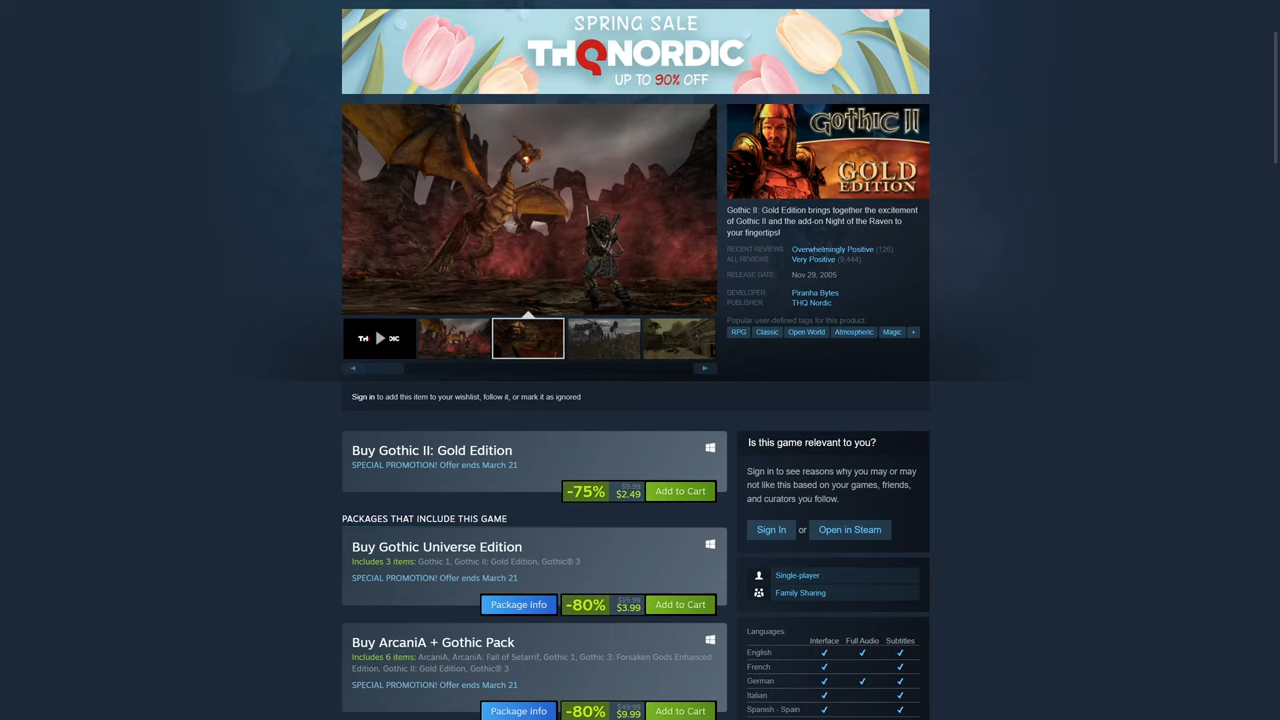 SPRING SALE
THQNORDIC
UP TO 90% OFF
GOTHIC II
GOLD
EDITION
Gothic II: Gold Edition brings together the excitement
of Gothic II and the add-on Night of the Raven to
your fingertips!
RECENT REVIEWS: Overwhelmingly Positive (126)
ALL REVIEWS: Very Positive (9,444)
RELEASE DATE: Nov 29, 2005
DEVELOPER: Piranha Bytes
PUBLISHER: THQ Nordic
Popular user-defined tags for this product:
RPG Classic Open World Atmospheric Magic +
Sign in to add this item to your wishlist, follow it, or mark it as ignored
Buy Gothic II: Gold Edition
SPECIAL PROMOTION! Offer ends March 21
-75% $9.99 $2.49 Add to Cart
PACKAGES THAT INCLUDE THIS GAME
Buy Gothic Universe Edition
Includes 3 items: Gothic 1, Gothic II: Gold Edition, Gothic® 3
SPECIAL PROMOTION! Offer ends March 21
Package info -80% $19.99 $3.99 Add to Cart
Buy ArcaniA + Gothic Pack
Includes 6 items: ArcaniA, ArcaniA: Fall of Setarrif, Gothic 1, Gothic 3: Forsaken Gods Enhanced
Edition, Gothic II: Gold Edition, Gothic® 3
SPECIAL PROMOTION! Offer ends March 21
Package info -80% $49.99 $9.99 Add to Cart
Is this game relevant to you?
Sign in to see reasons why you may or may
not like this based on your games, friends,
and curators you follow.
Sign In or Open in Steam
Single-player
Family Sharing
Languages:
Interface Full Audio Subtitles
English ✔ ✔ ✔
French ✔ ✔
German ✔ ✔ ✔
Italian ✔ ✔
Spanish - Spain ✔ ✔